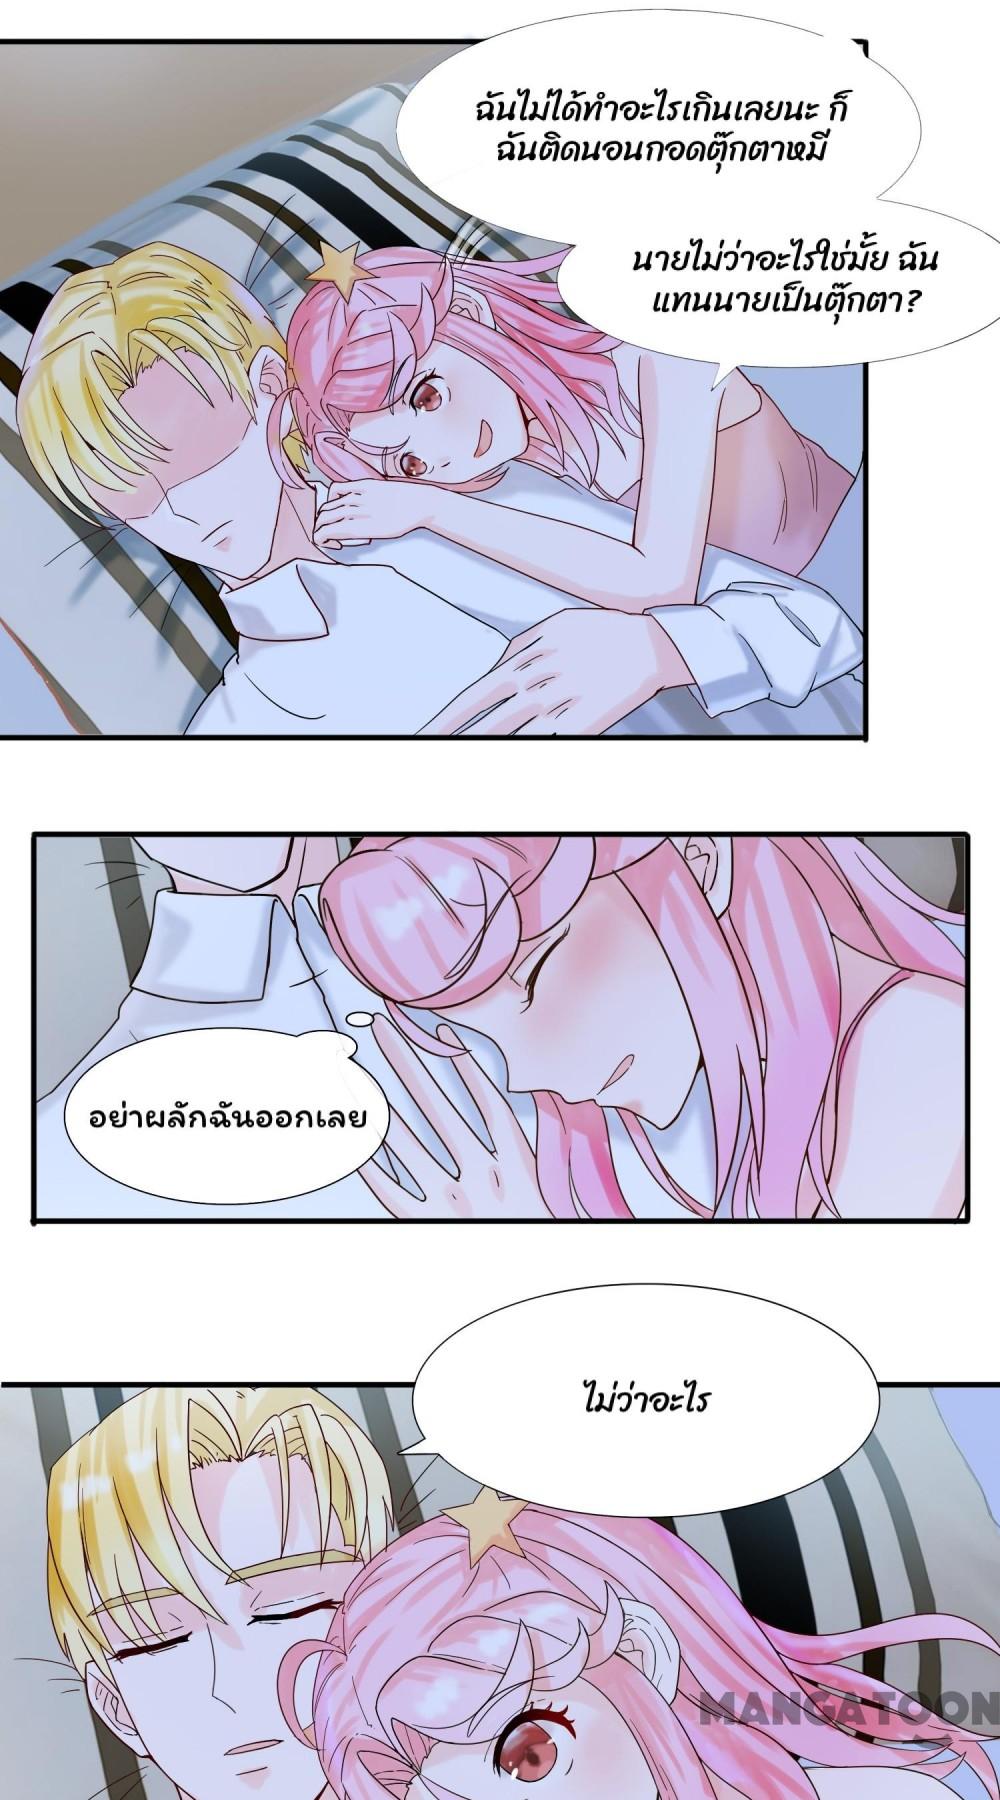 ฉันไม่ได้ทำอะไรเกินเลยนะ ก็
ฉันติดนอนกอดตุ๊กตาหมี
นายไม่ว่าอะไรใช่มั้ย ฉัน
แทนนายเป็นตุ๊กตา?
อย่าผลักฉันออกเลย
ไม่ว่าอะไร
MANGATOON